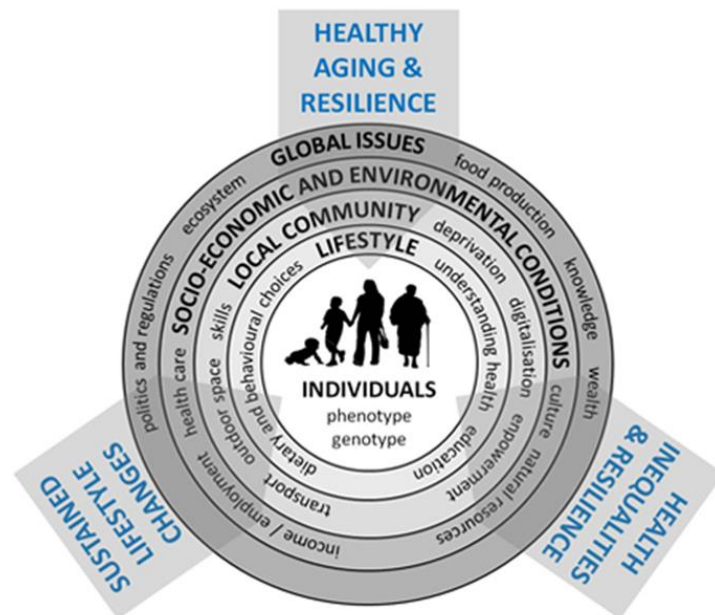 HEALTHY
AGING &
RESILIENCE
GLOBAL ISSUES
politics and regulations
ecosystem
food production
knowledge
wealth
SOCIO-ECONOMIC AND ENVIRONMENTAL CONDITIONS
health care
income / employment
culture
natural resources
LOCAL COMMUNITY
skills
outdoor space
transport
deprivation
digitalisation
empowerment
LIFESTYLE
dietary and behavioural choices
understanding health
education
INDIVIDUALS
phenotype
genotype
SUSTAINED
LIFESTYLE
CHANGES
HEALTH
INEQUALITIES
& RESILIENCE